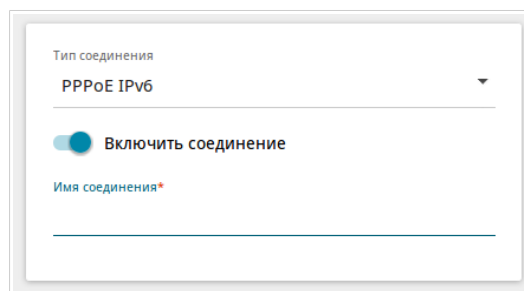 Тип соединения
PPPoE IPv6
Включить соединение
Имя соединения*